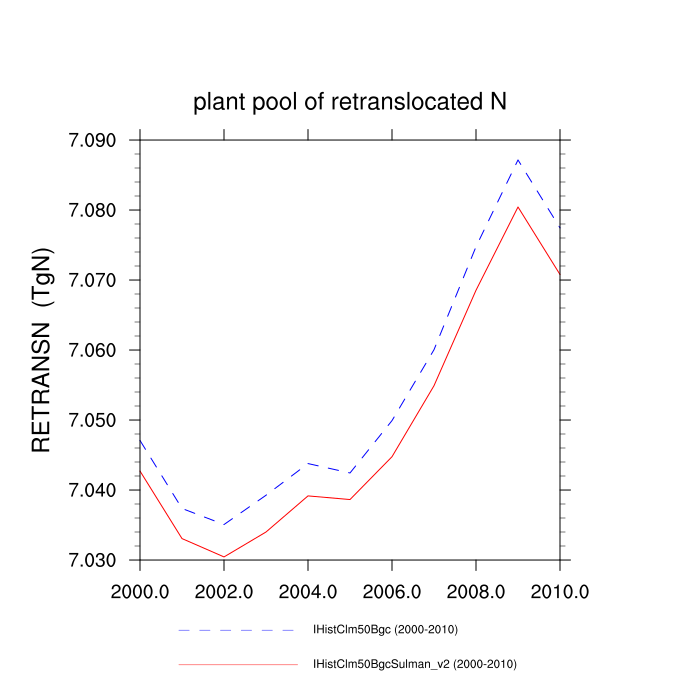 plant pool of retranslocated N
7.090
7.080
7.070
7.060
7.050
7.040
7.030
RETRANSN (TgN)
2000.0 2002.0 2004.0 2006.0 2008.0 2010.0
IHistClm50Bgc (2000-2010)
IHistClm50BgcSulman_v2 (2000-2010)